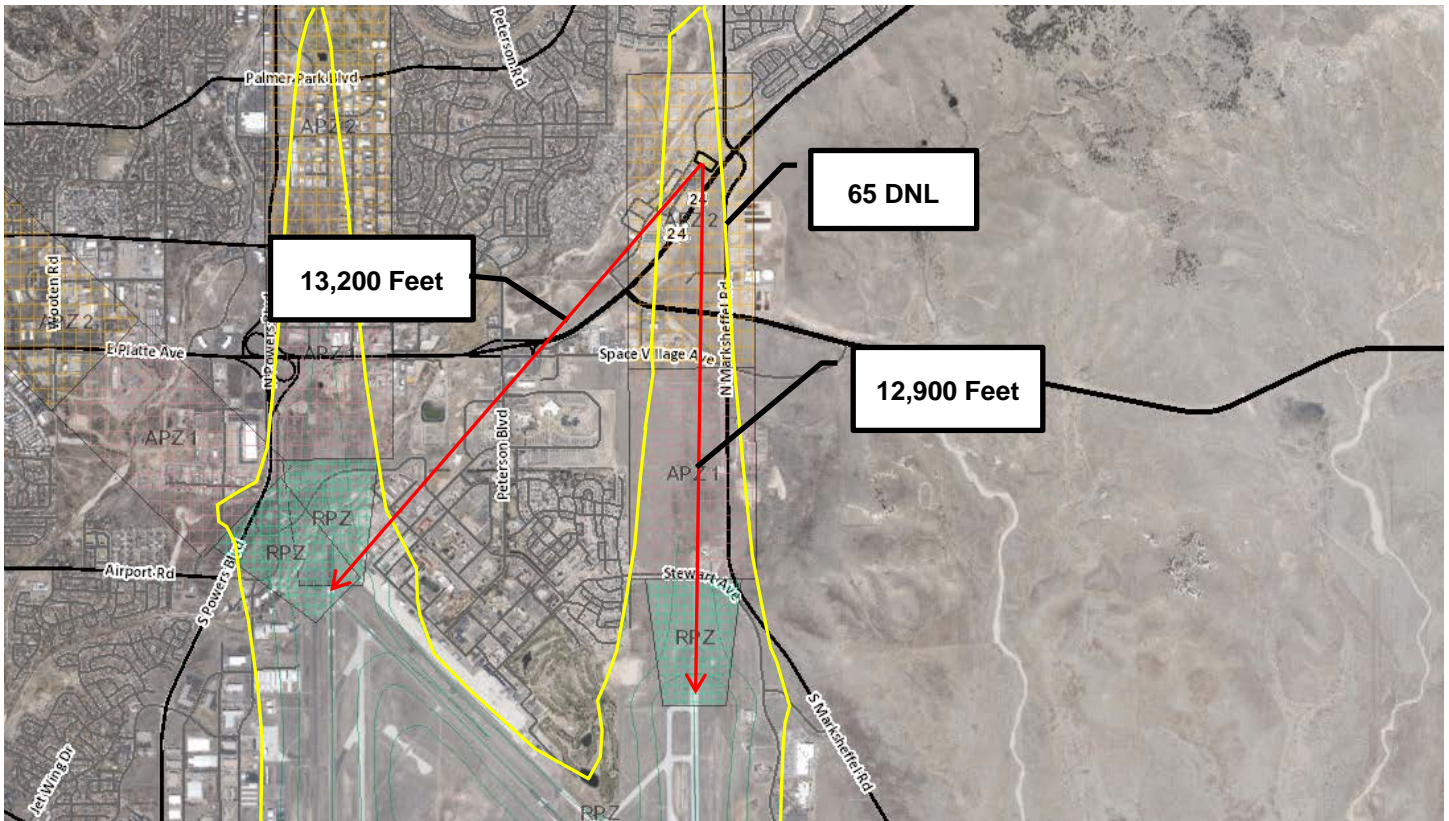 Peterson Rd
Palmer Park Blvd
APZ 2
65 DNL
24
APZ 2
24
13,200 Feet
Wooten Rd
APZ 2
N Powers Blvd
N Marksheffel Rd
E Platte Ave
APZ 1
Space Village Ave
12,900 Feet
APZ 1
Peterson Blvd
APZ 1
RPZ
RPZ
Airport Rd
S Powers Blvd
Stewart Ave
RPZ
S Marksheffel Rd
Jet Wing Dr
RPZ